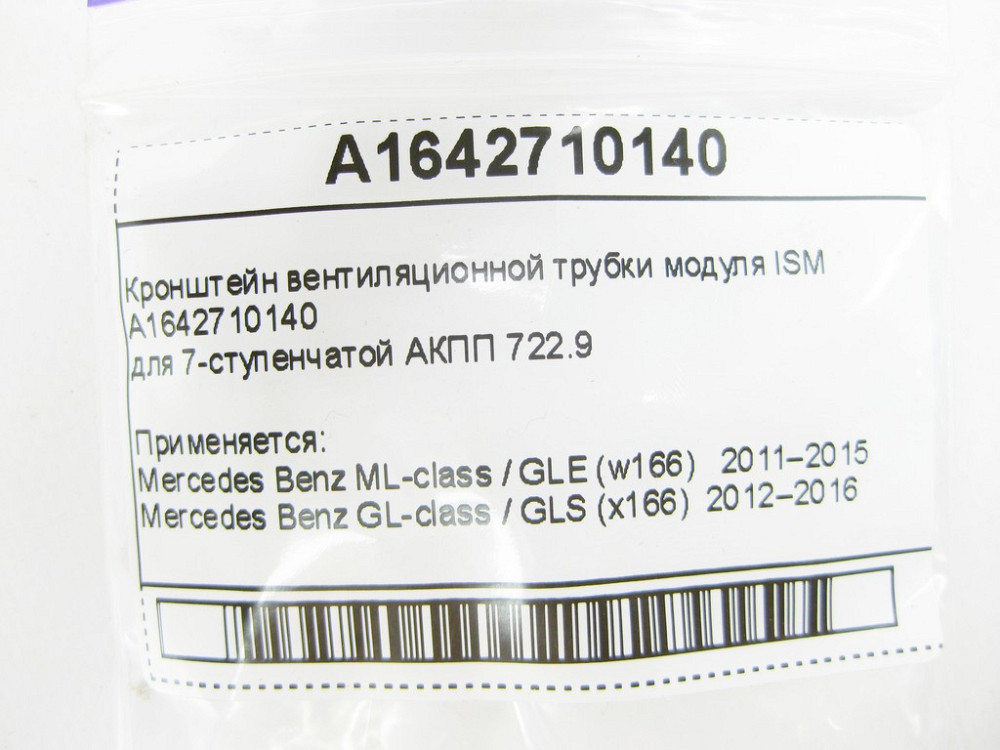 A1642710140
Кронштейн вентиляционной трубки модуля ISM
A1642710140
для 7-ступенчатой АКПП 722.9
Применяется:
Mercedes Benz ML-class / GLE (w166) 2011–2015
Mercedes Benz GL-class / GLS (x166) 2012–2016